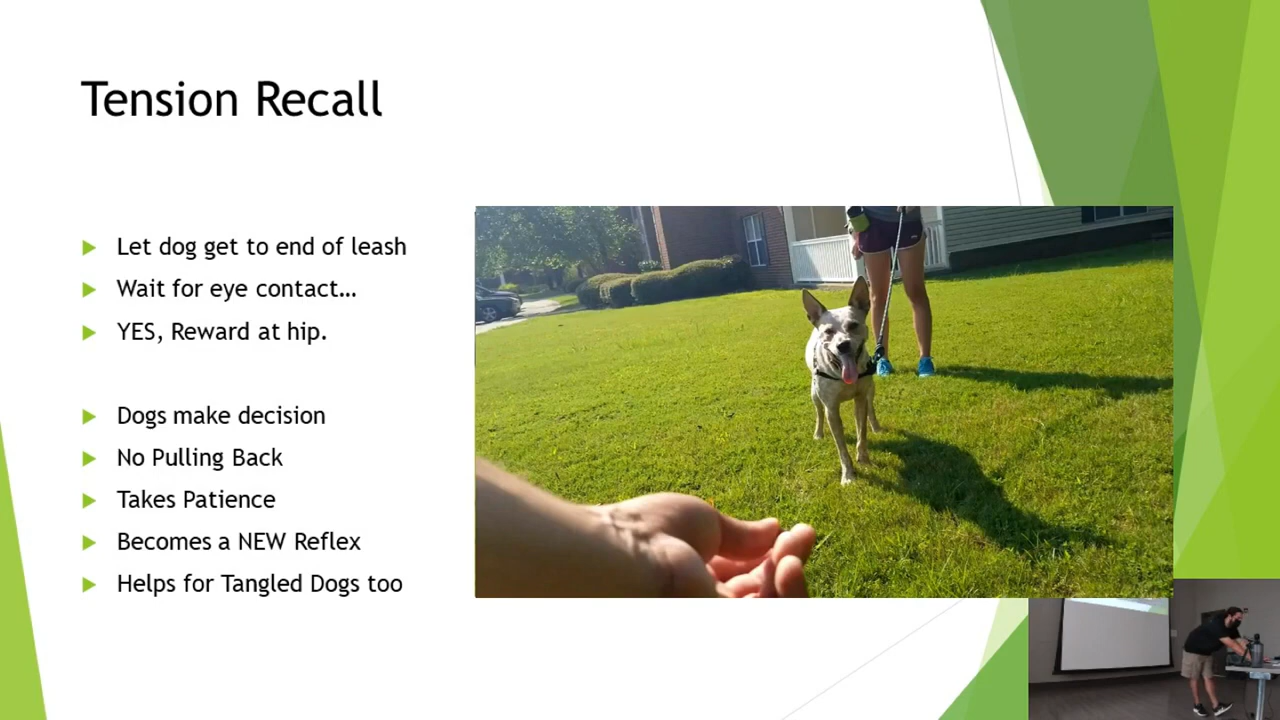 Tension Recall
Let dog get to end of leash
Wait for eye contact…
YES, Reward at hip.
Dogs make decision
No Pulling Back
Takes Patience
Becomes a NEW Reflex
Helps for Tangled Dogs too